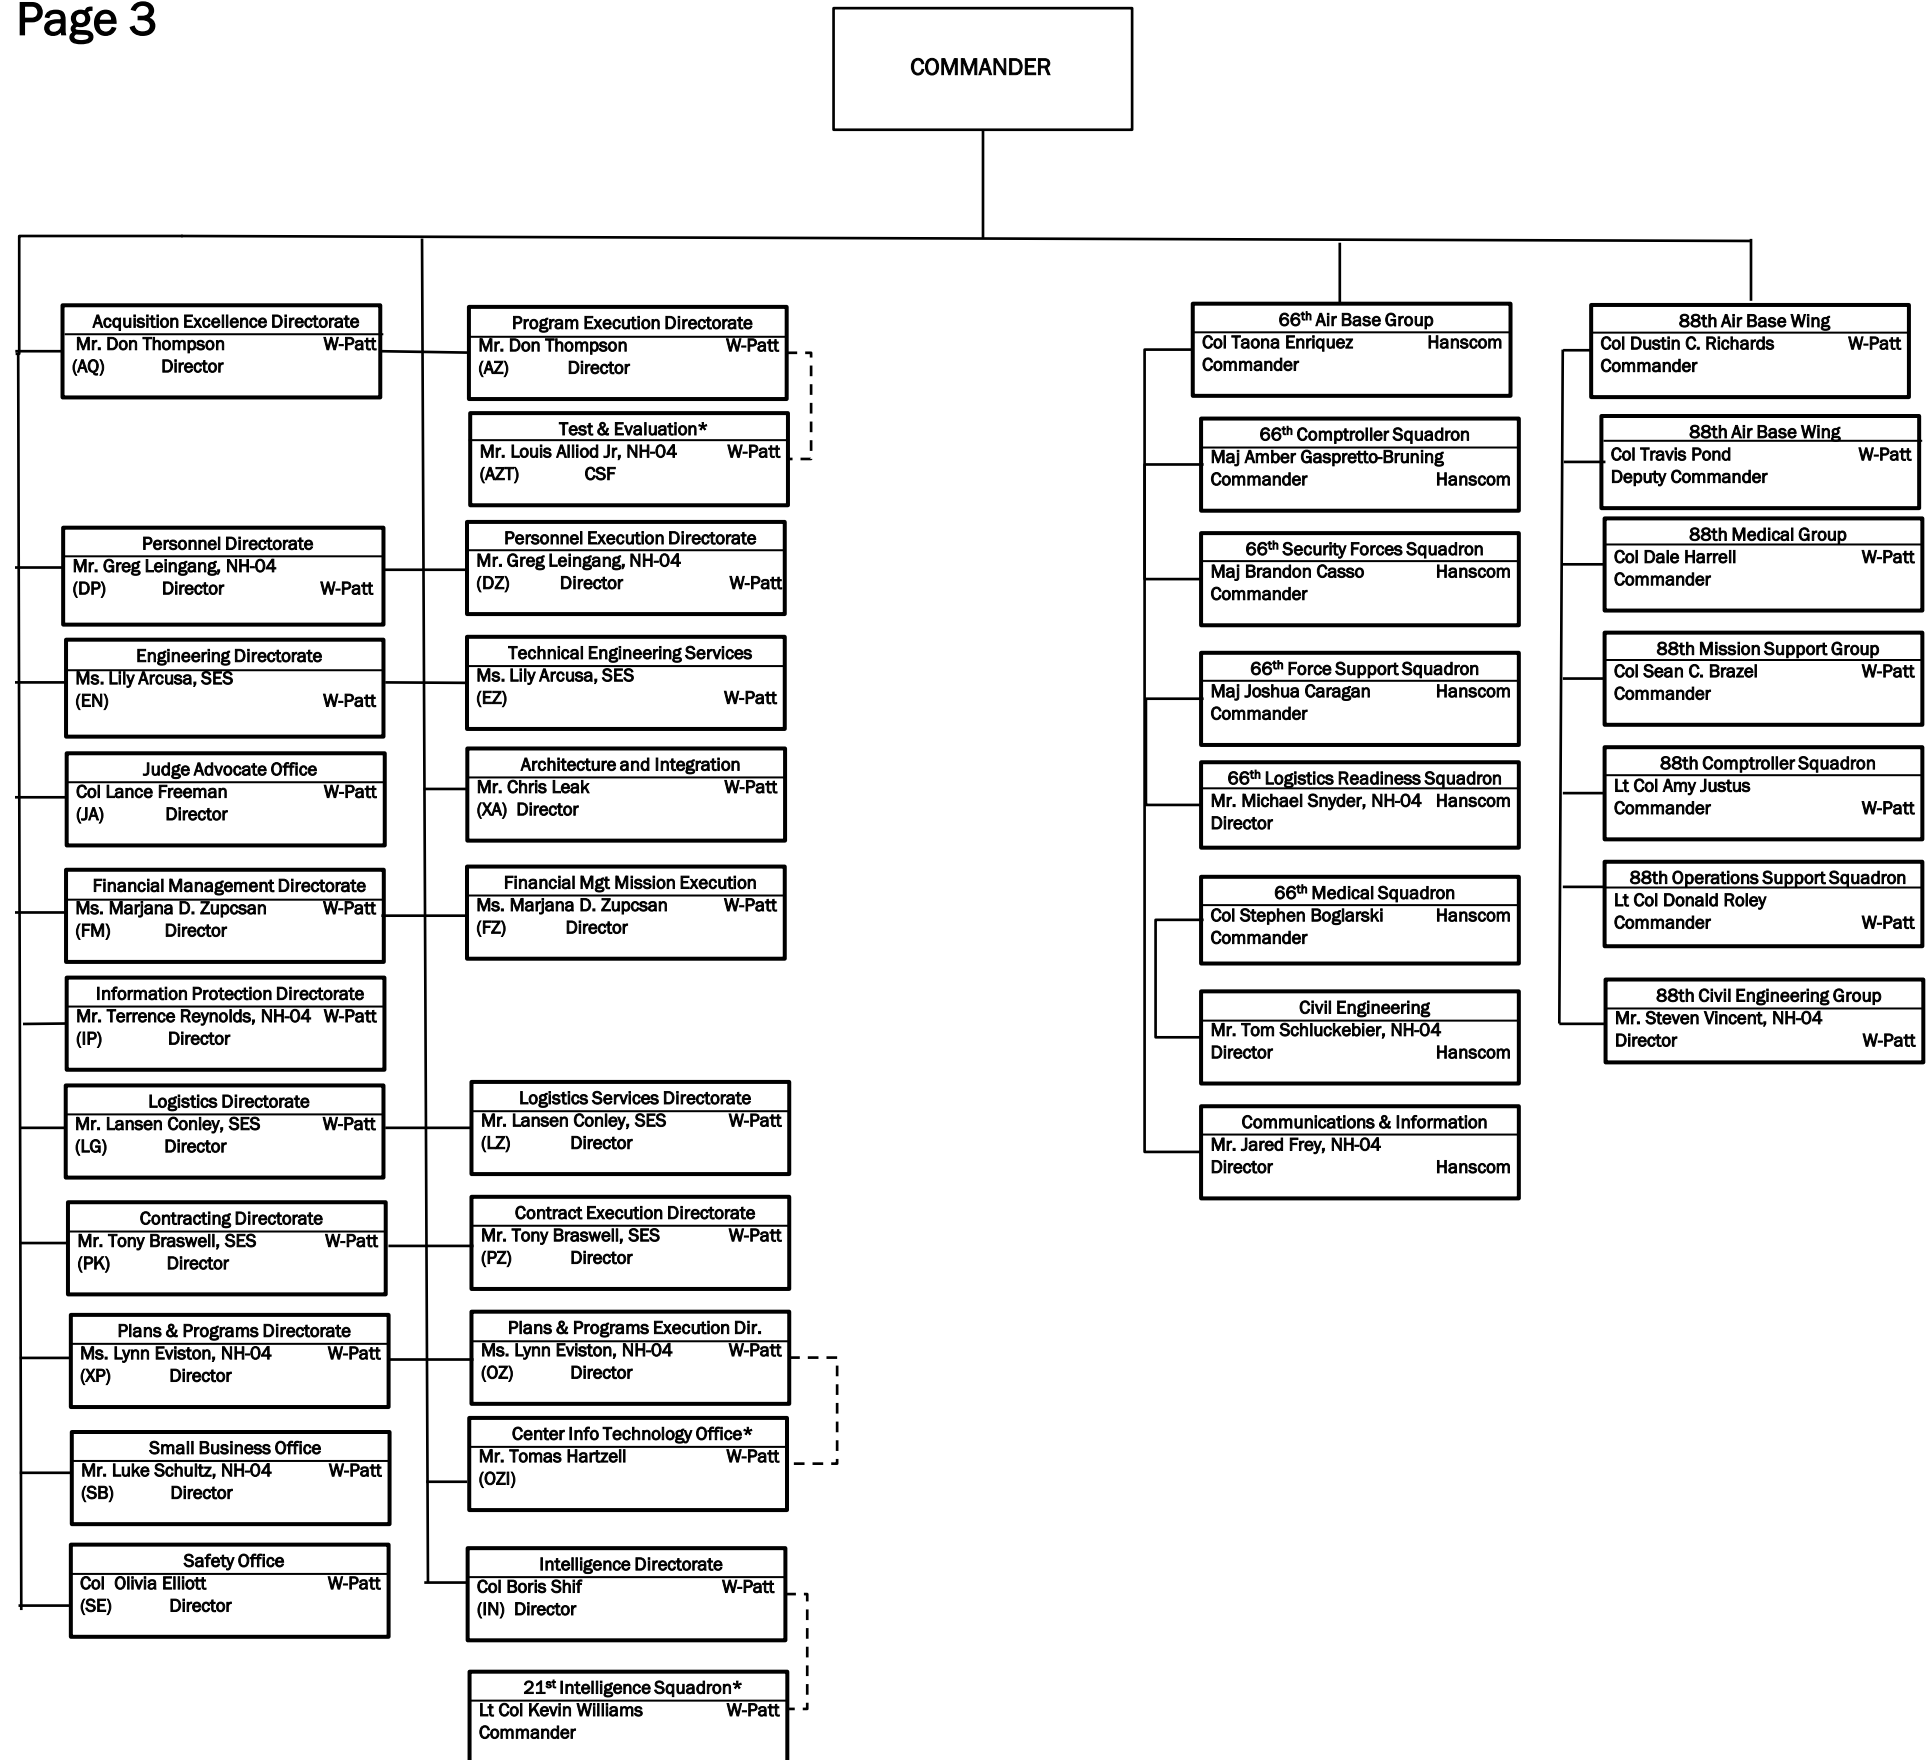 Page 3
COMMANDER
Acquisition Excellence Directorate
Mr. Don Thompson W-Patt
(AQ) Director
Personnel Directorate
Mr. Greg Leingang, NH-04
(DP) Director W-Patt
Engineering Directorate
Ms. Lily Arcusa, SES
(EN) W-Patt
Judge Advocate Office
Col Lance Freeman W-Patt
(JA) Director
Financial Management Directorate
Ms. Marjana D. Zupcsan W-Patt
(FM) Director
Information Protection Directorate
Mr. Terrence Reynolds, NH-04 W-Patt
(IP) Director
Logistics Directorate
Mr. Lansen Conley, SES W-Patt
(LG) Director
Contracting Directorate
Mr. Tony Braswell, SES W-Patt
(PK) Director
Plans & Programs Directorate
Ms. Lynn Eviston, NH-04 W-Patt
(XP) Director
Small Business Office
Mr. Luke Schultz, NH-04 W-Patt
(SB) Director
Safety Office
Col Olivia Elliott W-Patt
(SE) Director
Program Execution Directorate
Mr. Don Thompson W-Patt
(AZ) Director
Test & Evaluation*
Mr. Louis Alliod Jr, NH-04 W-Patt
(AZT) CSF
Personnel Execution Directorate
Mr. Greg Leingang, NH-04
(DZ) Director W-Patt
Technical Engineering Services
Ms. Lily Arcusa, SES
(EZ) W-Patt
Architecture and Integration
Mr. Chris Leak W-Patt
(XA) Director
Financial Mgt Mission Execution
Ms. Marjana D. Zupcsan W-Patt
(FZ) Director
Logistics Services Directorate
Mr. Lansen Conley, SES W-Patt
(LZ) Director
Contract Execution Directorate
Mr. Tony Braswell, SES W-Patt
(PZ) Director
Plans & Programs Execution Dir.
Ms. Lynn Eviston, NH-04 W-Patt
(OZ) Director
Center Info Technology Office*
Mr. Tomas Hartzell W-Patt
(OZI)
Intelligence Directorate
Col Boris Shif W-Patt
(IN) Director
21st Intelligence Squadron*
Lt Col Kevin Williams W-Patt
Commander
66th Air Base Group
Col Taona Enriquez Hanscom
Commander
66th Comptroller Squadron
Maj Amber Gaspretto-Bruning
Commander Hanscom
66th Security Forces Squadron
Maj Brandon Casso Hanscom
Commander
66th Force Support Squadron
Maj Joshua Caragan Hanscom
Commander
66th Logistics Readiness Squadron
Mr. Michael Snyder, NH-04 Hanscom
Director
66th Medical Squadron
Col Stephen Boglarski Hanscom
Commander
Civil Engineering
Mr. Tom Schluckebier, NH-04
Director Hanscom
Communications & Information
Mr. Jared Frey, NH-04
Director Hanscom
88th Air Base Wing
Col Dustin C. Richards W-Patt
Commander
88th Air Base Wing
Col Travis Pond W-Patt
Deputy Commander
88th Medical Group
Col Dale Harrell W-Patt
Commander
88th Mission Support Group
Col Sean C. Brazel W-Patt
Commander
88th Comptroller Squadron
Lt Col Amy Justus
Commander W-Patt
88th Operations Support Squadron
Lt Col Donald Roley
Commander W-Patt
88th Civil Engineering Group
Mr. Steven Vincent, NH-04
Director W-Patt